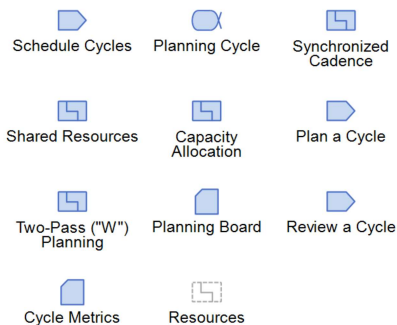 Schedule Cycles
Planning Cycle
Synchronized
Cadence
Shared Resources
Capacity
Allocation
Plan a Cycle
Two-Pass ("W")
Planning
Planning Board
Review a Cycle
Cycle Metrics
Resources